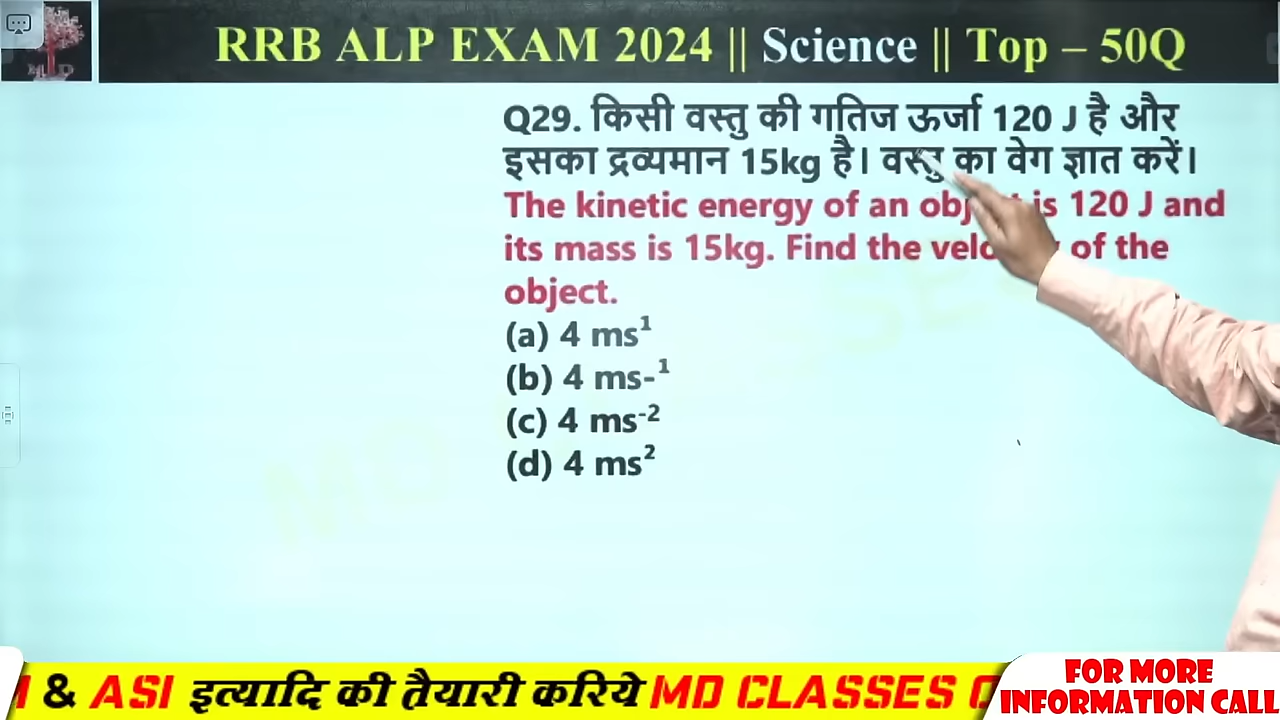 RRB ALP EXAM 2024 || Science || Top – 50Q
Q29. किसी वस्तु की गतिज ऊर्जा 120 J है और
इसका द्रव्यमान 15kg है। वस्तु का वेग ज्ञात करें।
The kinetic energy of an is 120 J and
its mass is 15kg. Find the of the
object.
(a) 4 ms¹
(b) 4 ms-¹
(c) 4 ms⁻²
(d) 4 ms²
& ASI इत्यादि की तैयारी करिये MD CLASSES
FOR MORE
INFORMATION CALL